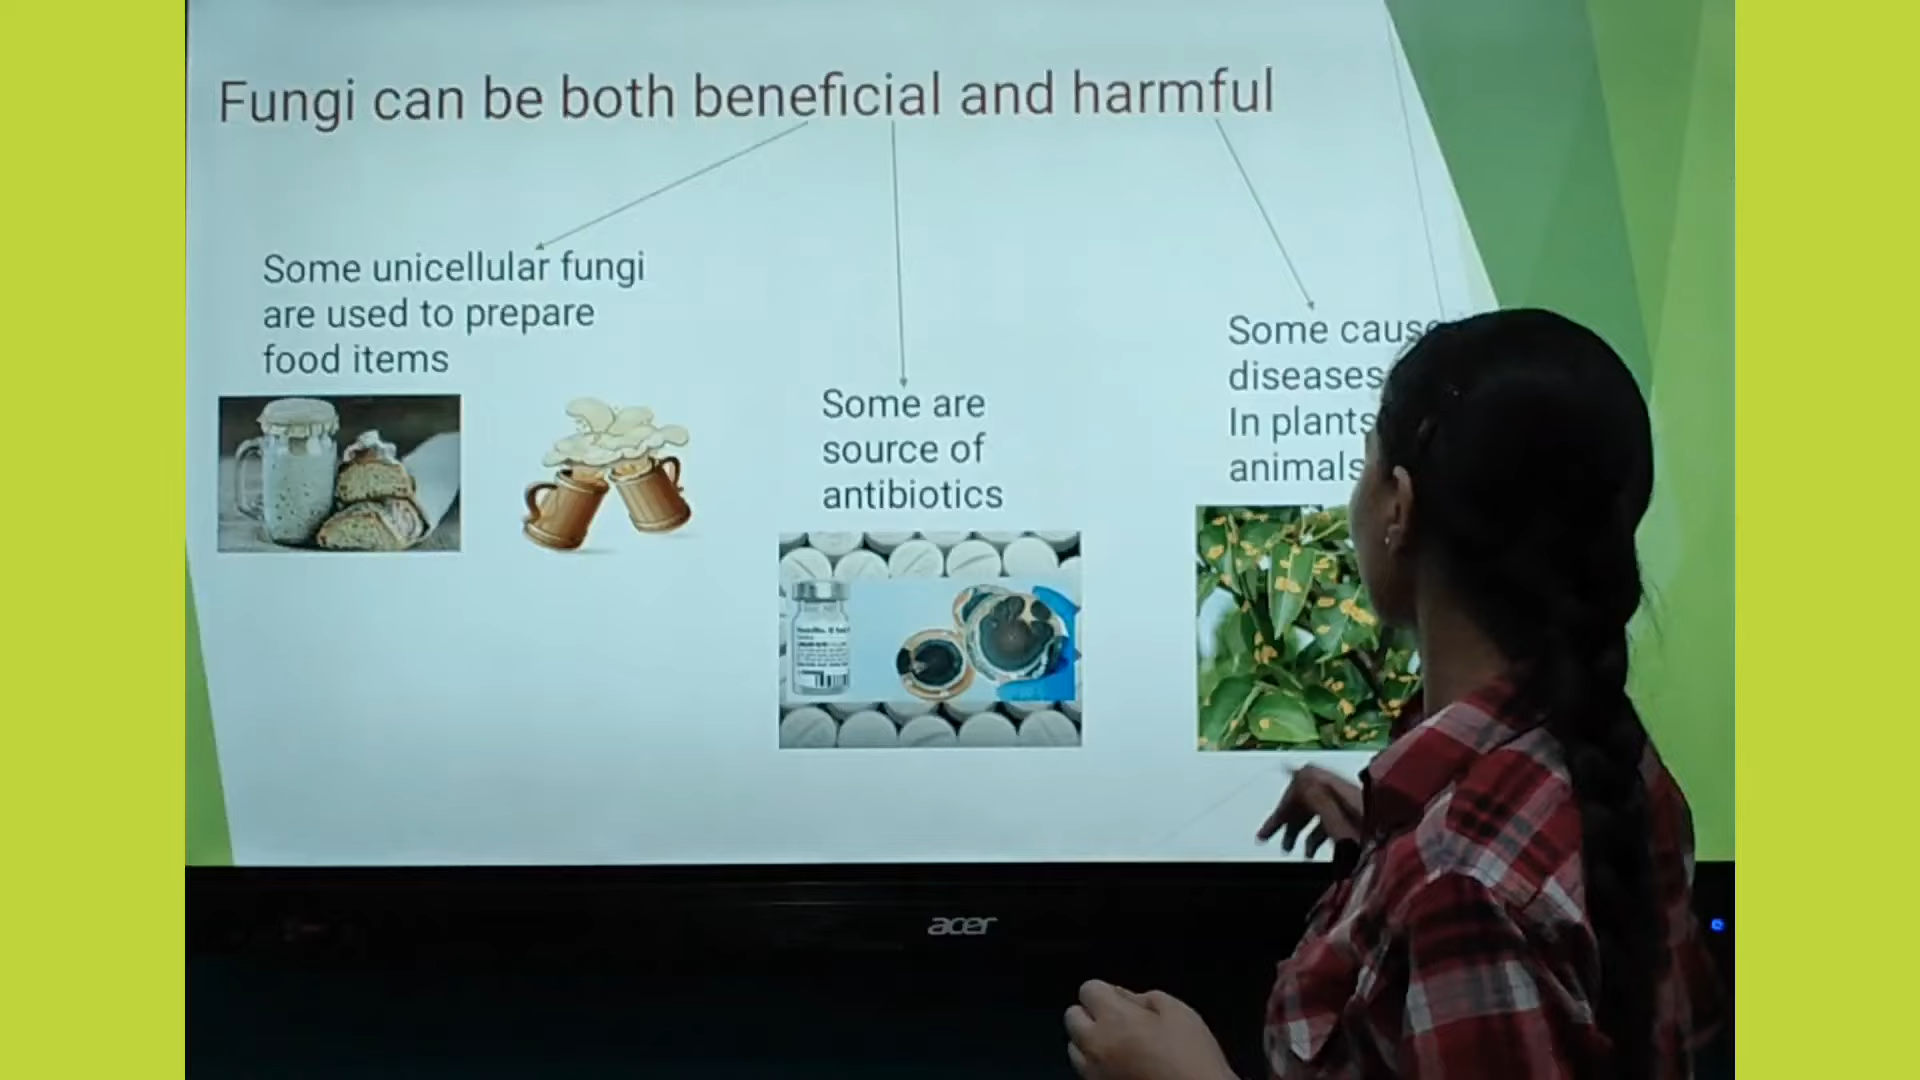 Fungi can be both beneficial and harmful
Some unicellular fungi
are used to prepare
food items
Some are
source of
antibiotics
Some cause
diseases
In plants
animals
acer